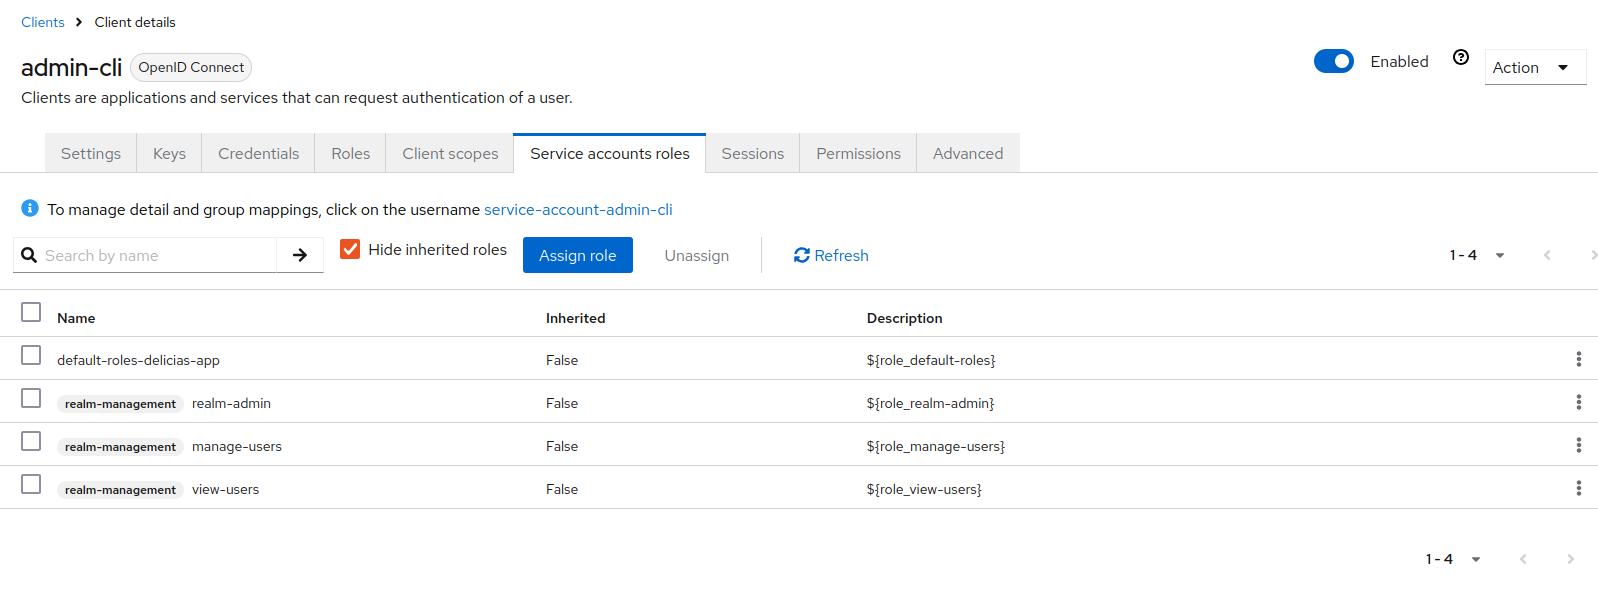 Clients > Client details
admin-cli OpenID Connect
Enabled
Action
Clients are applications and services that can request authentication of a user.
Settings Keys Credentials Roles Client scopes Service accounts roles Sessions Permissions Advanced
To manage detail and group mappings, click on the username service-account-admin-cli
Search by name
Hide inherited roles
Assign role
Unassign
Refresh
1 - 4
Name Inherited Description
default-roles-delicias-app False ${role_default-roles}
realm-management realm-admin False ${role_realm-admin}
realm-management manage-users False ${role_manage-users}
realm-management view-users False ${role_view-users}
1 - 4